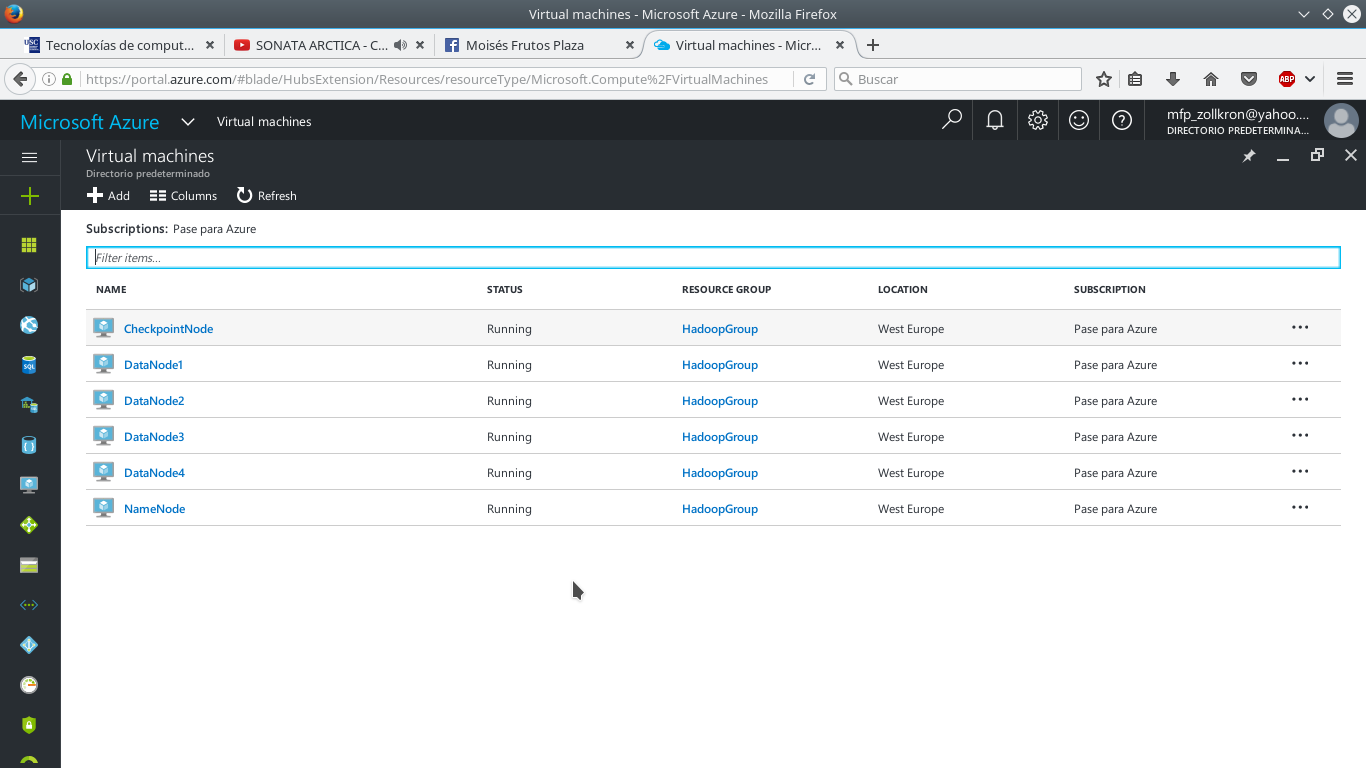 Virtual machines - Microsoft Azure - Mozilla Firefox
USC Tecnoloxías de comput... SONATA ARCTICA - C... Moisés Frutos Plaza Virtual machines - Micr...
https://portal.azure.com/#blade/HubsExtension/Resources/resourceType/Microsoft.Compute%2FVirtualMachines Buscar ABP
Microsoft Azure Virtual machines mfp_zollkron@yahoo....
DIRECTORIO PREDETERMINA...
Virtual machines
Directorio predeterminado
Add Columns Refresh
Subscriptions: Pase para Azure
Filter items...
NAME STATUS RESOURCE GROUP LOCATION SUBSCRIPTION
CheckpointNode Running HadoopGroup West Europe Pase para Azure ...
DataNode1 Running HadoopGroup West Europe Pase para Azure ...
DataNode2 Running HadoopGroup West Europe Pase para Azure ...
DataNode3 Running HadoopGroup West Europe Pase para Azure ...
DataNode4 Running HadoopGroup West Europe Pase para Azure ...
NameNode Running HadoopGroup West Europe Pase para Azure ...
SQL